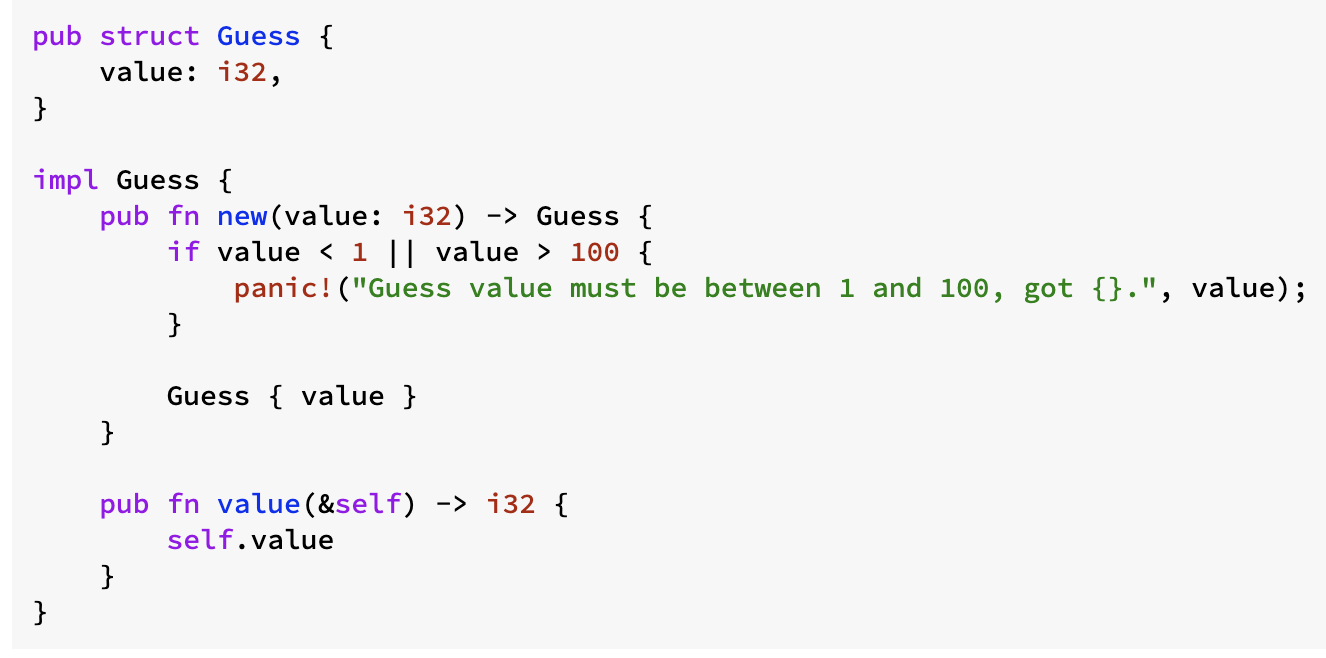 pub struct Guess {
    value: i32,
}

impl Guess {
    pub fn new(value: i32) -> Guess {
        if value < 1 || value > 100 {
            panic!("Guess value must be between 1 and 100, got {}.", value);
        }

        Guess { value }
    }

    pub fn value(&self) -> i32 {
        self.value
    }
}